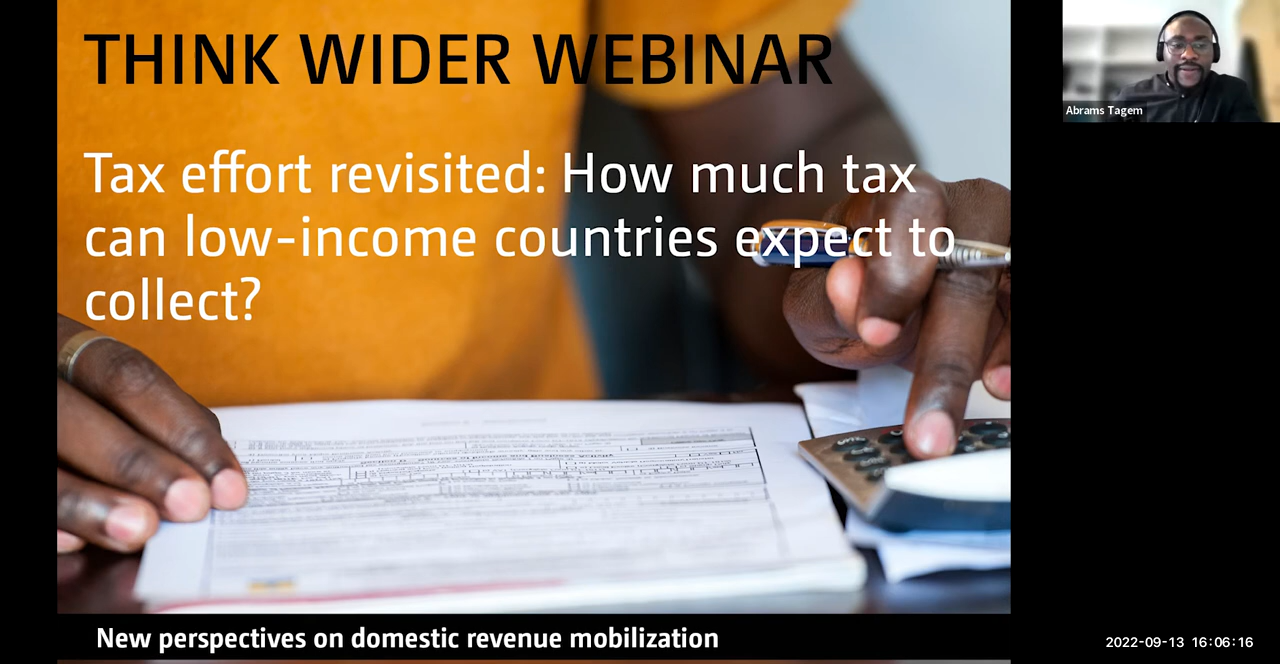 THINK WIDER WEBINAR
Tax effort revisited: How much tax
can low-income countries expect to
collect?
Abrams Tagem
New perspectives on domestic revenue mobilization
2022-09-13 16:06:16